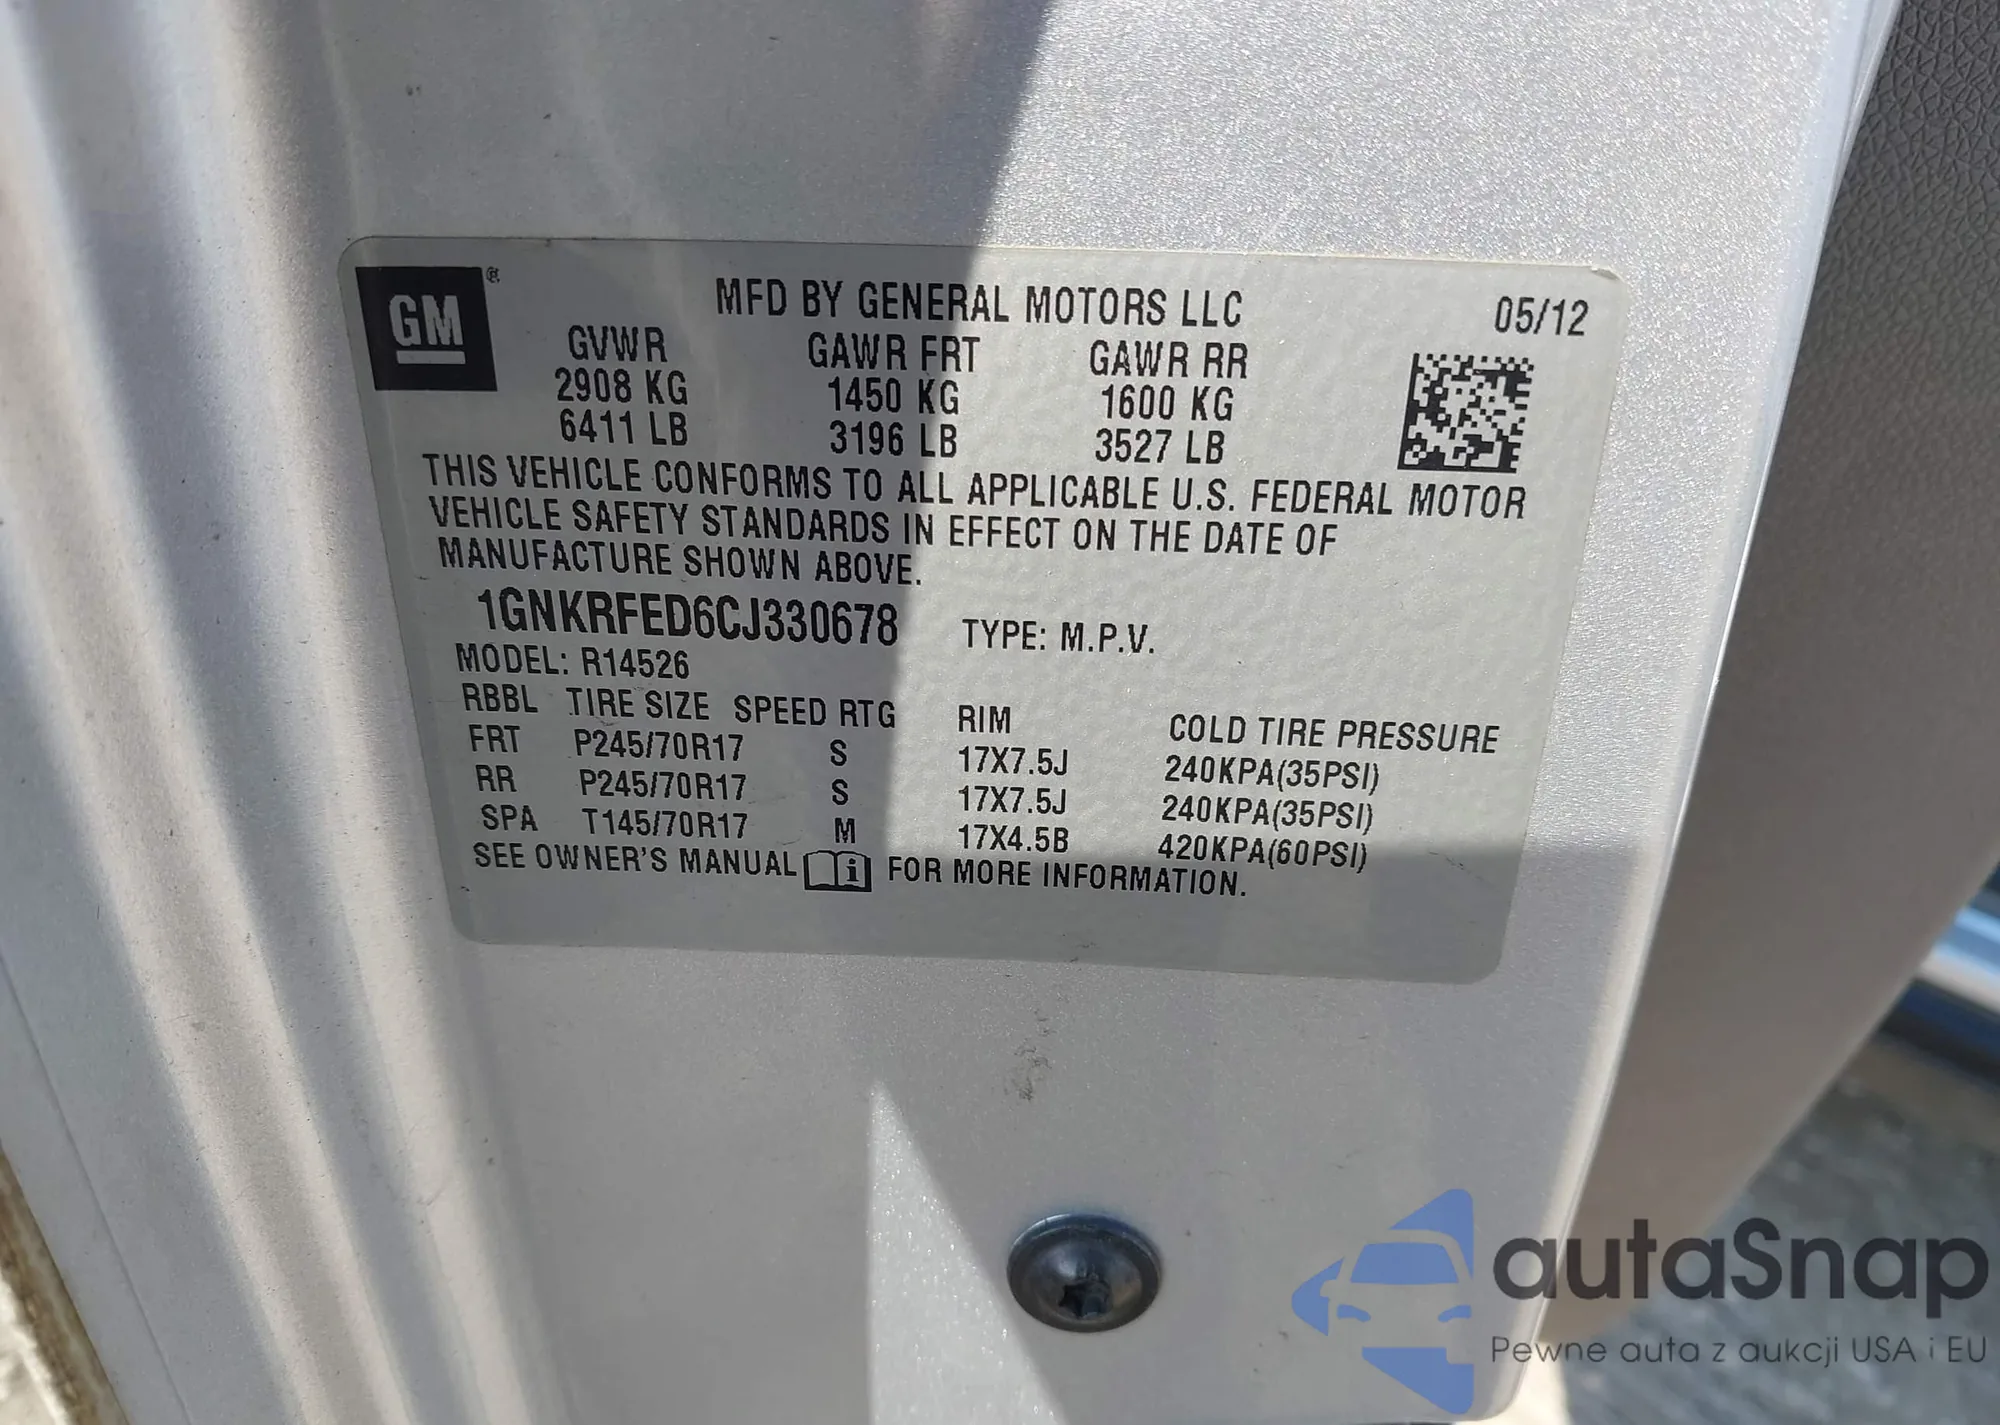 GM ®
MFD BY GENERAL MOTORS LLC 05/12
GVWR GAWR FRT GAWR RR
2908 KG 1450 KG 1600 KG
6411 LB 3196 LB 3527 LB
THIS VEHICLE CONFORMS TO ALL APPLICABLE U.S. FEDERAL MOTOR
VEHICLE SAFETY STANDARDS IN EFFECT ON THE DATE OF
MANUFACTURE SHOWN ABOVE.
1GNKRFED6CJ330678 TYPE: M.P.V.
MODEL: R14526
RBBL TIRE SIZE SPEED RTG RIM COLD TIRE PRESSURE
FRT P245/70R17 S 17X7.5J 240KPA(35PSI)
RR P245/70R17 S 17X7.5J 240KPA(35PSI)
SPA T145/70R17 M 17X4.5B 420KPA(60PSI)
SEE OWNER'S MANUAL i FOR MORE INFORMATION.
autaSnap
Pewne auta z aukcji USA i EU